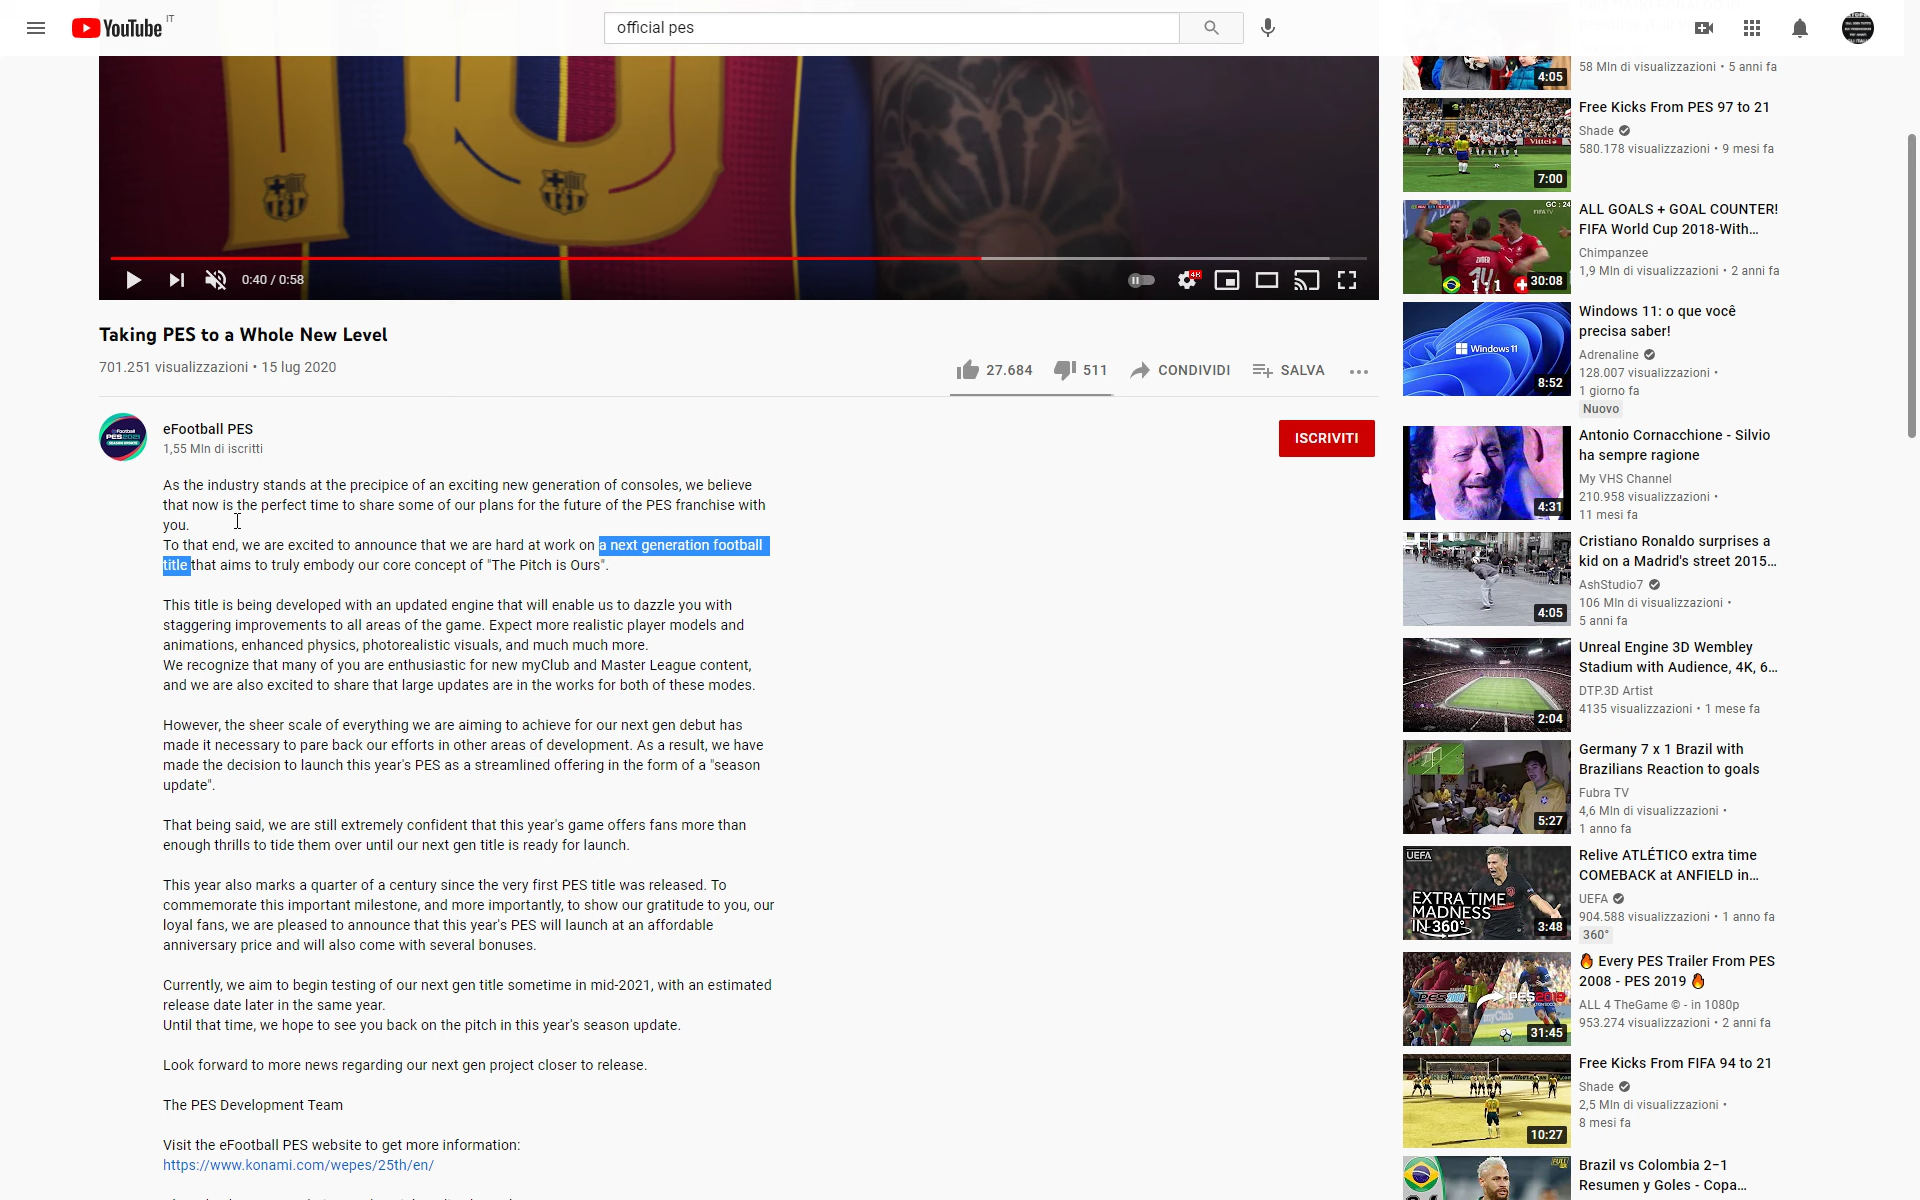 YouTube IT
official pes
0:40 / 0:58
4K
Taking PES to a Whole New Level
701.251 visualizzazioni • 15 lug 2020
27.684
511
CONDIVIDI
SALVA
eFootball PES
1,55 Mln di iscritti
ISCRIVITI
As the industry stands at the precipice of an exciting new generation of consoles, we believe
that now is the perfect time to share some of our plans for the future of the PES franchise with
you.
To that end, we are excited to announce that we are hard at work on a next generation football
title that aims to truly embody our core concept of "The Pitch is Ours".
This title is being developed with an updated engine that will enable us to dazzle you with
staggering improvements to all areas of the game. Expect more realistic player models and
animations, enhanced physics, photorealistic visuals, and much much more.
We recognize that many of you are enthusiastic for new myClub and Master League content,
and we are also excited to share that large updates are in the works for both of these modes.
However, the sheer scale of everything we are aiming to achieve for our next gen debut has
made it necessary to pare back our efforts in other areas of development. As a result, we have
made the decision to launch this year's PES as a streamlined offering in the form of a "season
update".
That being said, we are still extremely confident that this year's game offers fans more than
enough thrills to tide them over until our next gen title is ready for launch.
This year also marks a quarter of a century since the very first PES title was released. To
commemorate this important milestone, and more importantly, to show our gratitude to you, our
loyal fans, we are pleased to announce that this year's PES will launch at an affordable
anniversary price and will also come with several bonuses.
Currently, we aim to begin testing of our next gen title sometime in mid-2021, with an estimated
release date later in the same year.
Until that time, we hope to see you back on the pitch in this year's season update.
Look forward to more news regarding our next gen project closer to release.
The PES Development Team
Visit the eFootball PES website to get more information:
https://www.konami.com/wepes/25th/en/
4:05
58 Mln di visualizzazioni • 5 anni fa
7:00
Free Kicks From PES 97 to 21
Shade
580.178 visualizzazioni • 9 mesi fa
30:08
ALL GOALS + GOAL COUNTER!
FIFA World Cup 2018-With...
Chimpanzee
1,9 Mln di visualizzazioni • 2 anni fa
Windows 11
8:52
Windows 11: o que você
precisa saber!
Adrenaline
128.007 visualizzazioni •
1 giorno fa
Nuovo
4:31
Antonio Cornacchione - Silvio
ha sempre ragione
My VHS Channel
210.958 visualizzazioni •
11 mesi fa
4:05
Cristiano Ronaldo surprises a
kid on a Madrid's street 2015...
AshStudio7
106 Mln di visualizzazioni •
5 anni fa
2:04
Unreal Engine 3D Wembley
Stadium with Audience, 4K, 6...
DTP.3D Artist
4135 visualizzazioni • 1 mese fa
5:27
Germany 7 x 1 Brazil with
Brazilians Reaction to goals
Fubra TV
4,6 Mln di visualizzazioni •
1 anno fa
UEFA
EXTRA TIME
MADNESS
IN 360°
3:48
Relive ATLÉTICO extra time
COMEBACK at ANFIELD in...
UEFA
904.588 visualizzazioni • 1 anno fa
360°
31:45
🔥 Every PES Trailer From PES
2008 - PES 2019 🔥
ALL 4 TheGame © - in 1080p
953.274 visualizzazioni • 2 anni fa
10:27
Free Kicks From FIFA 94 to 21
Shade
2,5 Mln di visualizzazioni •
8 mesi fa
Brazil vs Colombia 2–1
Resumen y Goles - Copa...